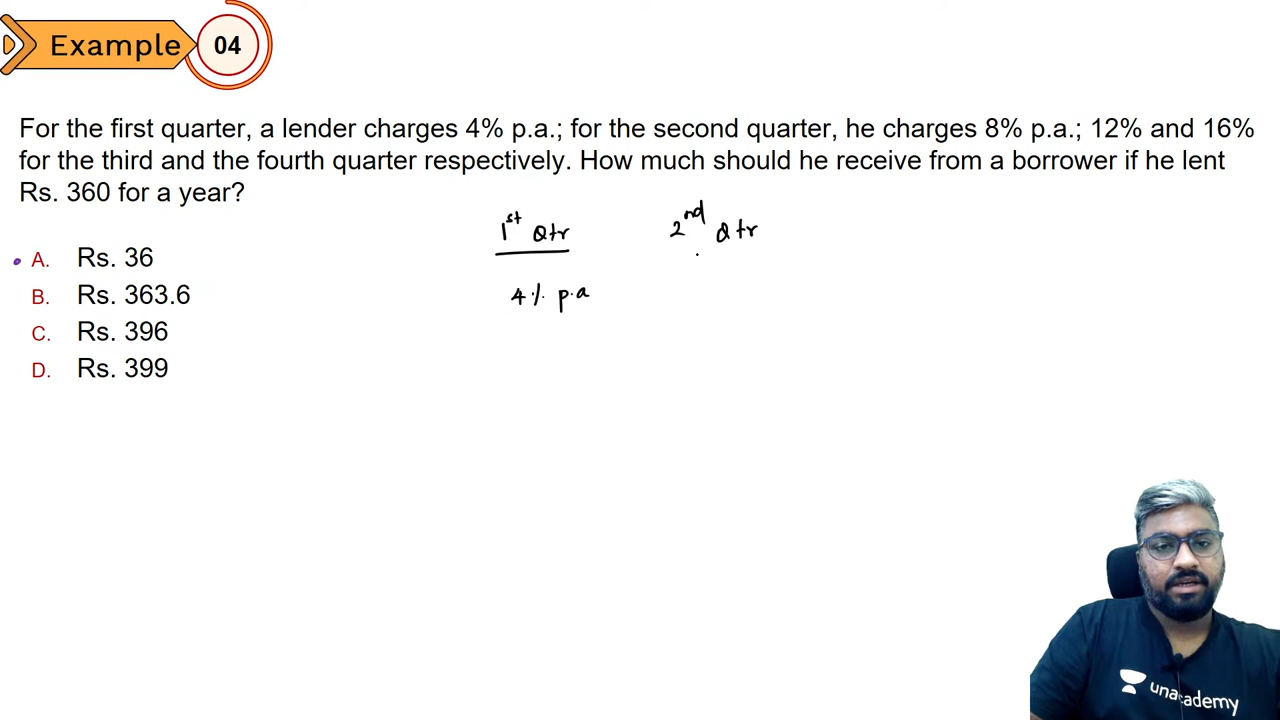 Example 04
For the first quarter, a lender charges 4% p.a.; for the second quarter, he charges 8% p.a.; 12% and 16%
for the third and the fourth quarter respectively. How much should he receive from a borrower if he lent
Rs. 360 for a year?
1st Qtr 2nd Qtr
A. Rs. 36
4% p.a
B. Rs. 363.6
C. Rs. 396
D. Rs. 399
unacademy